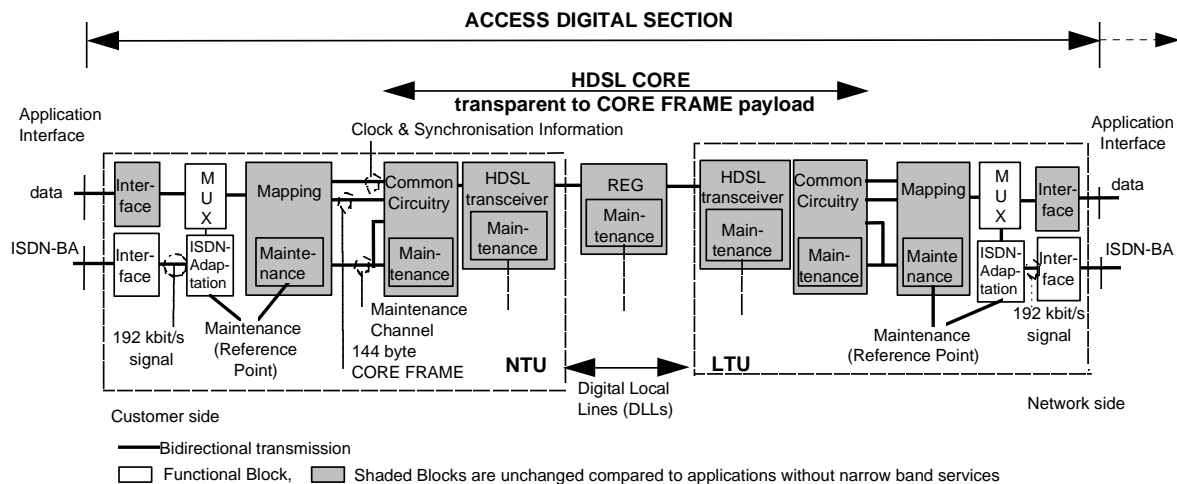 ACCESS DIGITAL SECTION
HDSL CORE
transparent to CORE FRAME payload
Application
Interface
Clock & Synchronisation Information
Application
Interface
data
Inter-
face
M
U
X
Mapping
Common
Circuitry
HDSL
transceiver
REG
HDSL
transceiver
Common
Circuitry
Mapping
M
U
X
Inter-
face
data
ISDN-BA
Inter-
face
ISDN-
Adap-
tation
Mainte-
nance
Main-
tenance
Main-
tenance
Main-
tenance
Main-
tenance
Main-
tenance
Mainte
nance
ISDN-
Adap-
tation
Inter-
face
ISDN-BA
192 kbit/s
signal
Maintenance
(Reference
Point)
Maintenance
Channel
144 byte
CORE FRAME
NTU
Digital Local
Lines (DLLs)
LTU
Maintenance
(Reference Point)
192 kbit/s
signal
Customer side
Network side
Bidirectional transmission
Functional Block,
Shaded Blocks are unchanged compared to applications without narrow band services